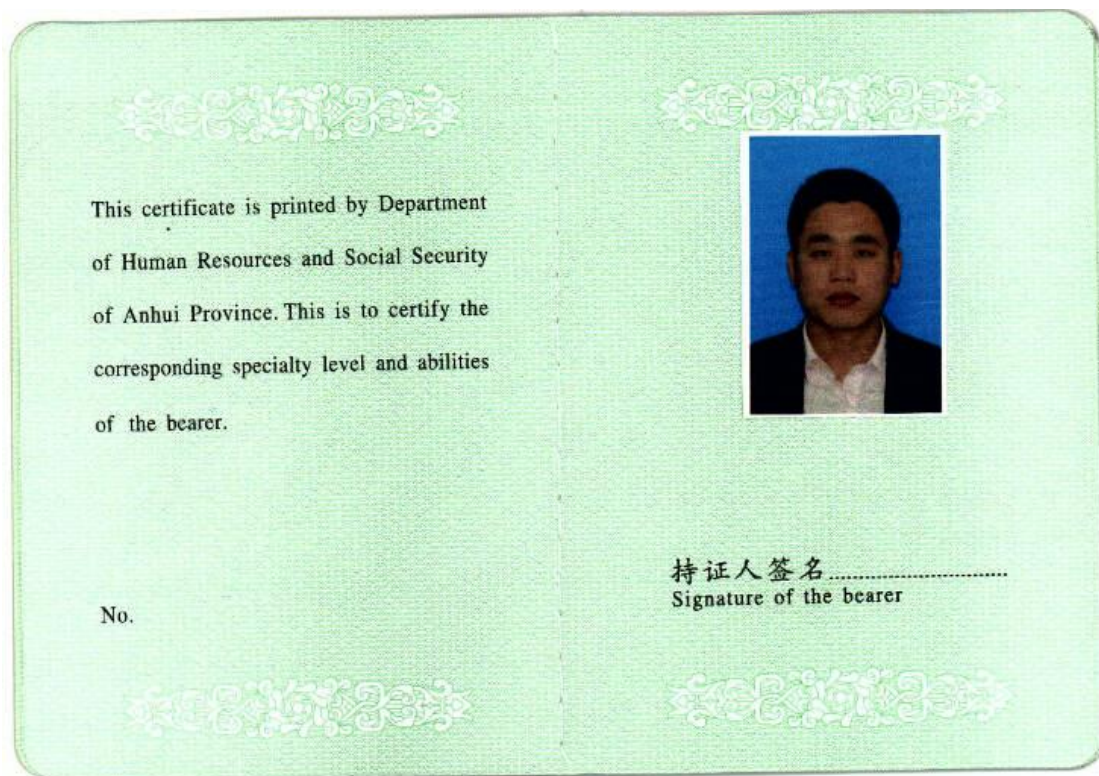 This certificate is printed by Department
of Human Resources and Social Security
of Anhui Province. This is to certify the
corresponding specialty level and abilities
of the bearer.
No.
持证人签名
Signature of the bearer